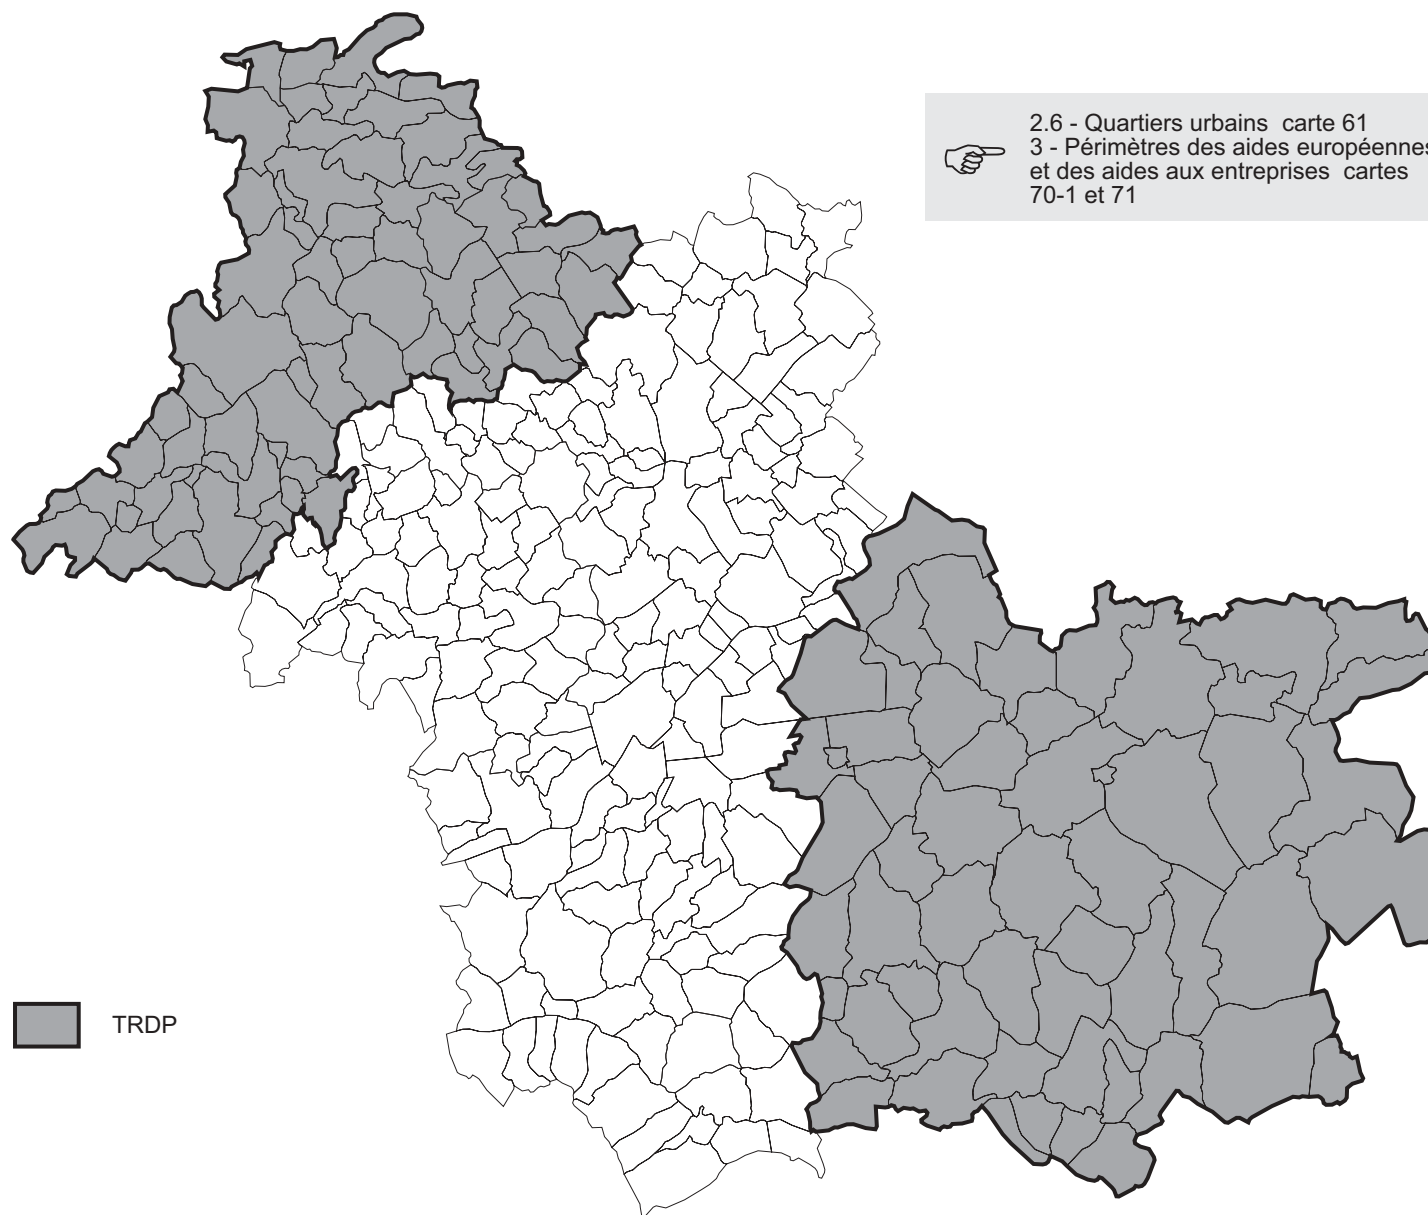 2.6 - Quartiers urbains  carte 61
3 - Périmètres des aides européennes
et des aides aux entreprises  cartes
70-1 et 71
TRDP